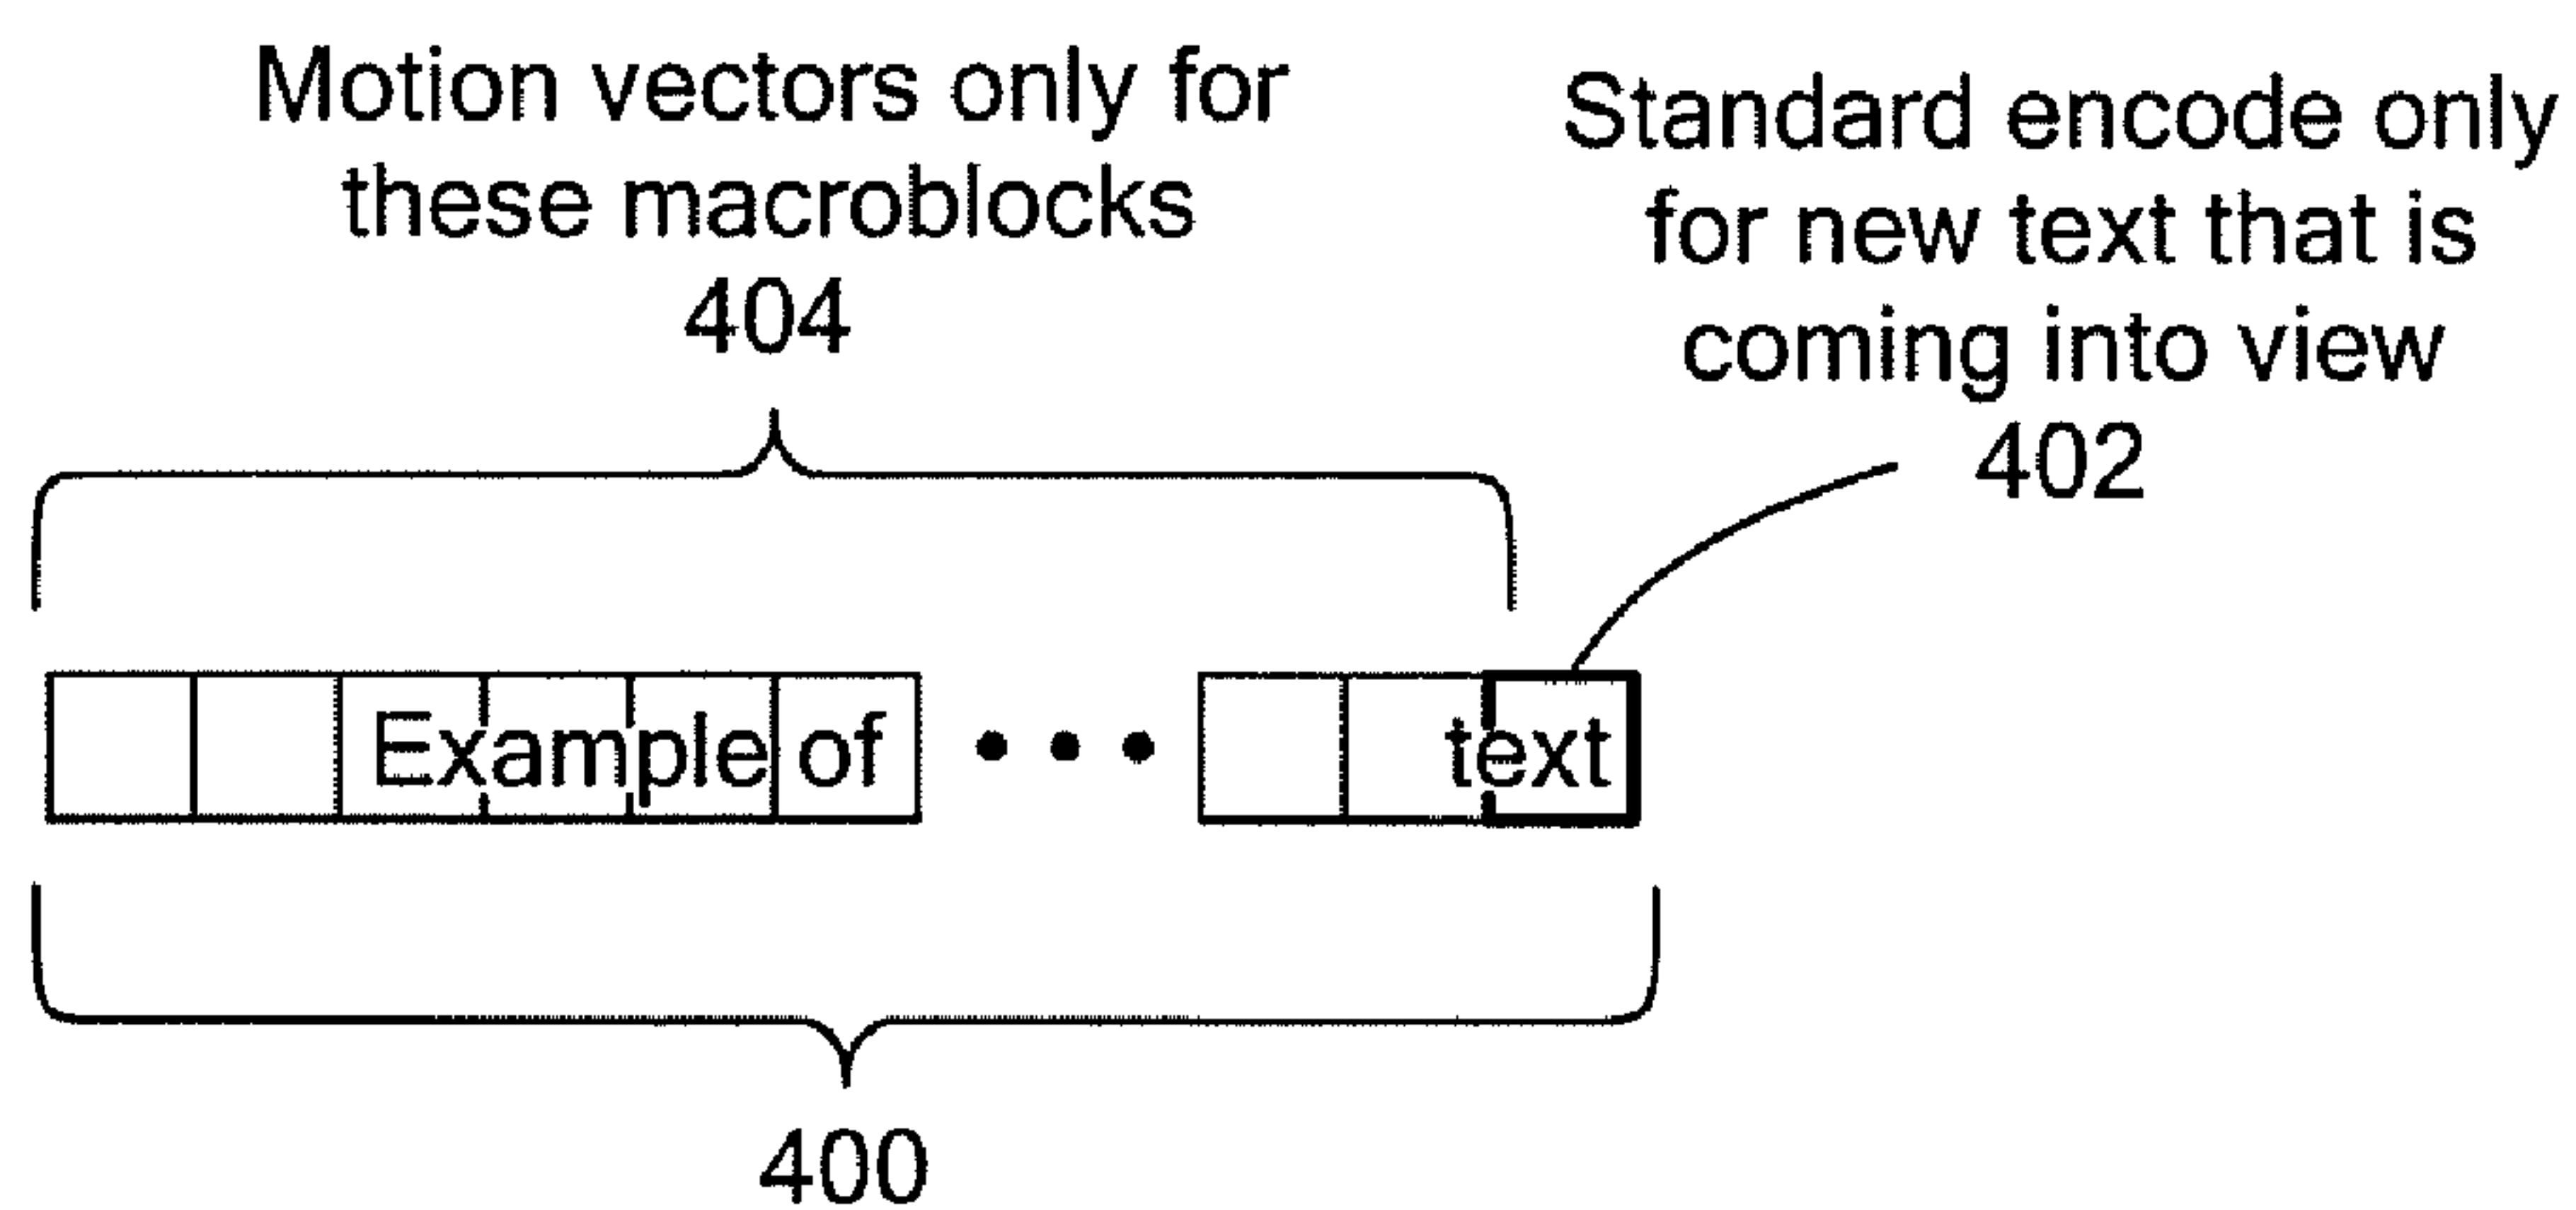 Motion vectors only for
these macroblocks
404
Standard encode only
for new text that is
coming into view
402
Example of • • • text
400